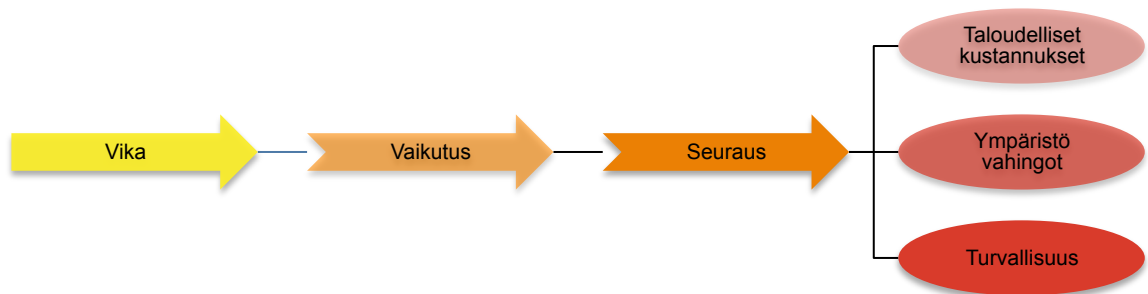 Vika
Vaikutus
Seuraus
Taloudelliset
kustannukset
Ympäristö
vahingot
Turvallisuus